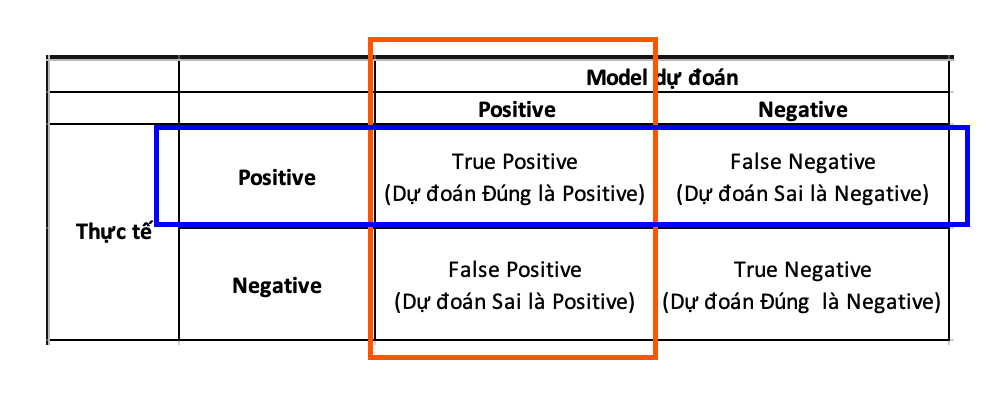 Model dự đoán
Positive
Negative
Thực tế
Positive
True Positive
(Dự đoán Đúng là Positive)
False Negative
(Dự đoán Sai là Negative)
Negative
False Positive
(Dự đoán Sai là Positive)
True Negative
(Dự đoán Đúng là Negative)